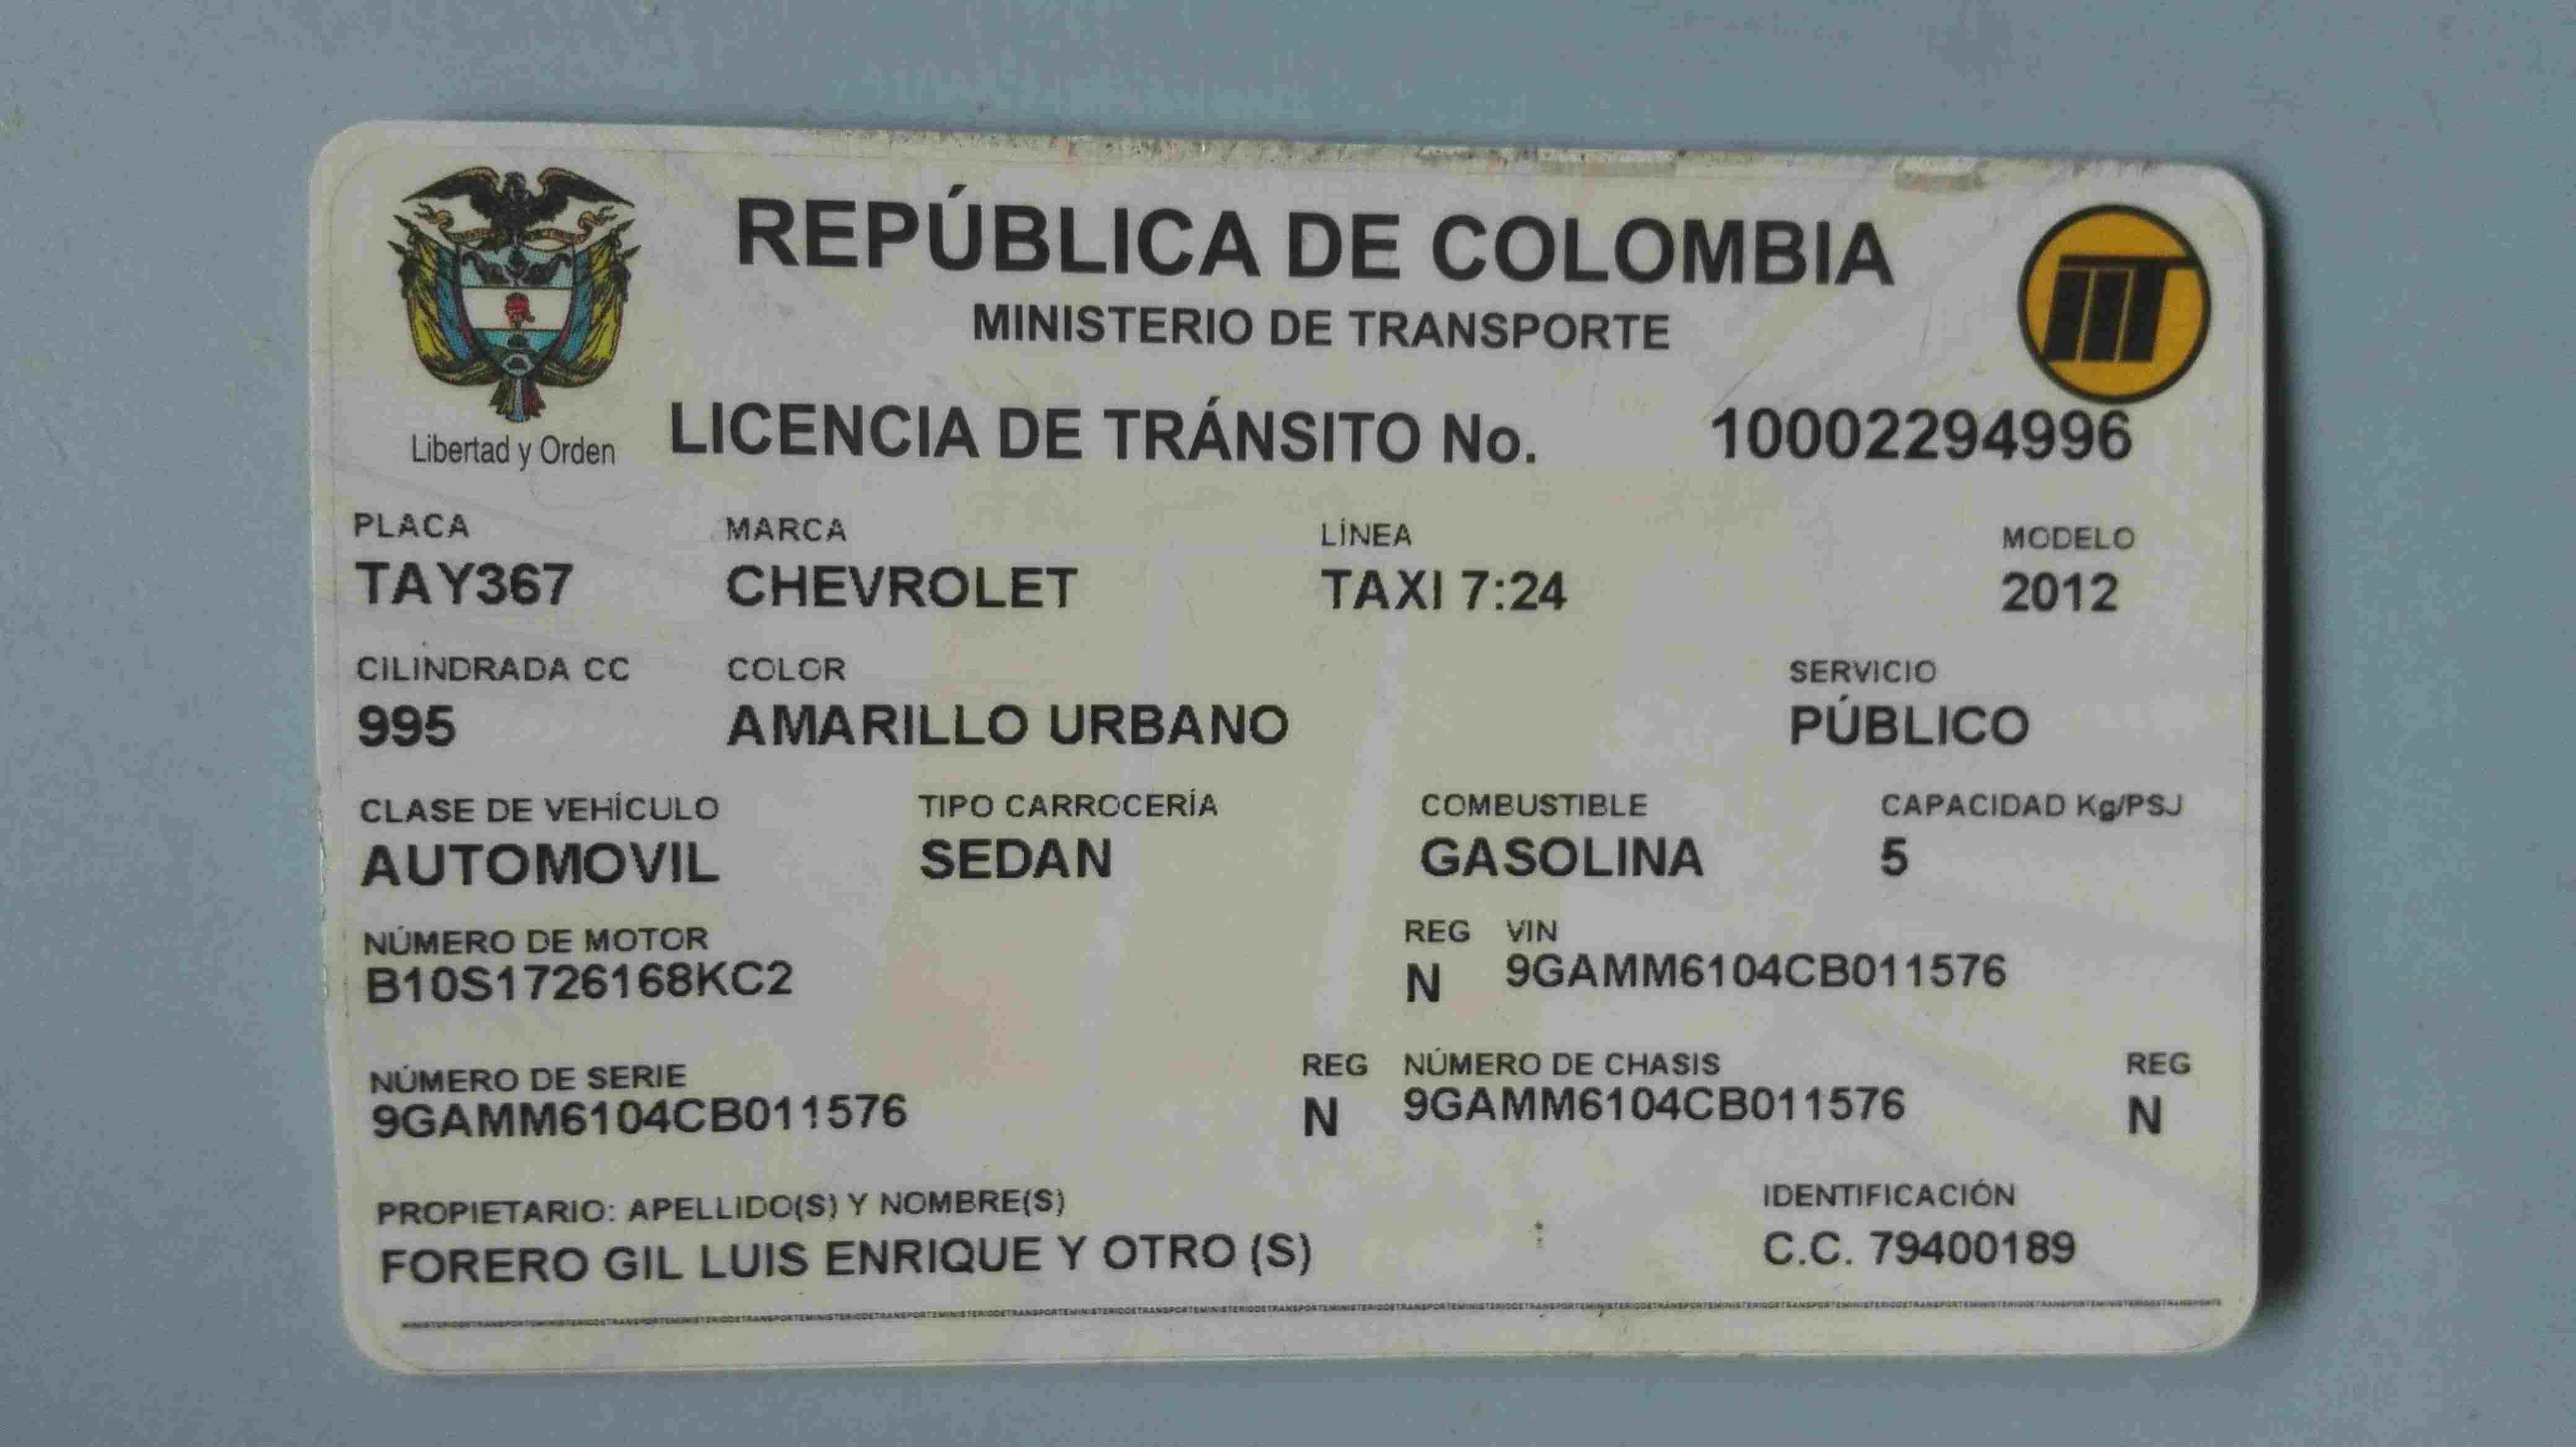 REPÚBLICA DE COLOMBIA
MINISTERIO DE TRANSPORTE
Libertad y Orden
LICENCIA DE TRÁNSITO No. 10002294996
PLACA MARCA LÍNEA MODELO
TAY367 CHEVROLET TAXI 7:24 2012
CILINDRADA CC COLOR SERVICIO
995 AMARILLO URBANO PÚBLICO
CLASE DE VEHÍCULO TIPO CARROCERÍA COMBUSTIBLE CAPACIDAD Kg/PSJ
AUTOMOVIL SEDAN GASOLINA 5
NÚMERO DE MOTOR REG VIN
B10S1726168KC2 N 9GAMM6104CB011576
NÚMERO DE SERIE REG NÚMERO DE CHASIS REG
9GAMM6104CB011576 N 9GAMM6104CB011576 N
PROPIETARIO: APELLIDO(S) Y NOMBRE(S) IDENTIFICACIÓN
FORERO GIL LUIS ENRIQUE Y OTRO (S) C.C. 79400189